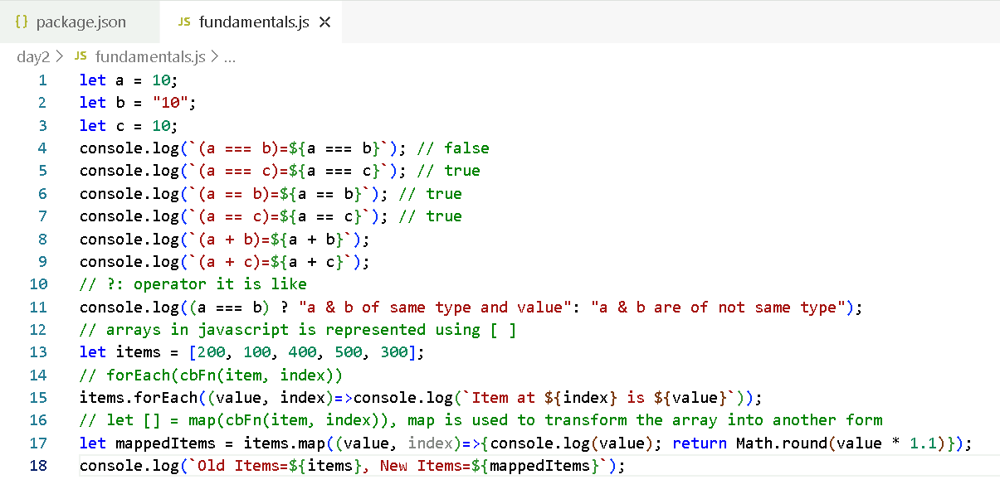 {} package.json JS fundamentals.js ×
day2 > JS fundamentals.js > ...
1 let a = 10;
2 let b = "10";
3 let c = 10;
4 console.log(`(a === b)=${a === b}`); // false
5 console.log(`(a === c)=${a === c}`); // true
6 console.log(`(a == b)=${a == b}`); // true
7 console.log(`(a == c)=${a == c}`); // true
8 console.log(`(a + b)=${a + b}`);
9 console.log(`(a + c)=${a + c}`);
10 // ?: operator it is like
11 console.log((a === b) ? "a & b of same type and value": "a & b are of not same type");
12 // arrays in javascript is represented using [ ]
13 let items = [200, 100, 400, 500, 300];
14 // forEach(cbFn(item, index))
15 items.forEach((value, index)=>console.log(`Item at ${index} is ${value}`));
16 // let [] = map(cbFn(item, index)), map is used to transform the array into another form
17 let mappedItems = items.map((value, index)=>{console.log(value); return Math.round(value * 1.1)});
18 console.log(`Old Items=${items}, New Items=${mappedItems}`);